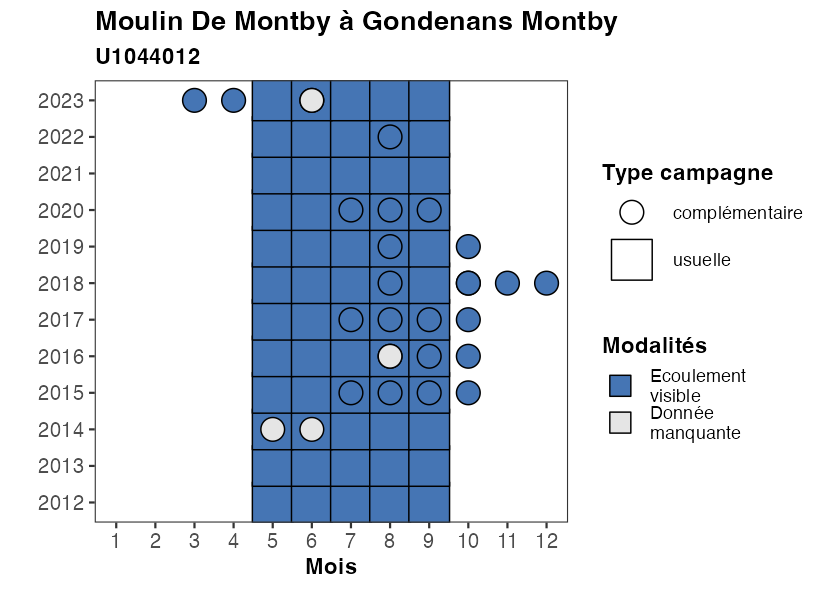 Moulin De Montby à Gondenans Montby
U1044012
2023
2022
2021
2020
2019
2018
2017
2016
2015
2014
2013
2012
1 2 3 4 5 6 7 8 9 10 11 12
Mois
Type campagne
complémentaire
usuelle
Modalités
Ecoulement
visible
Donnée
manquante